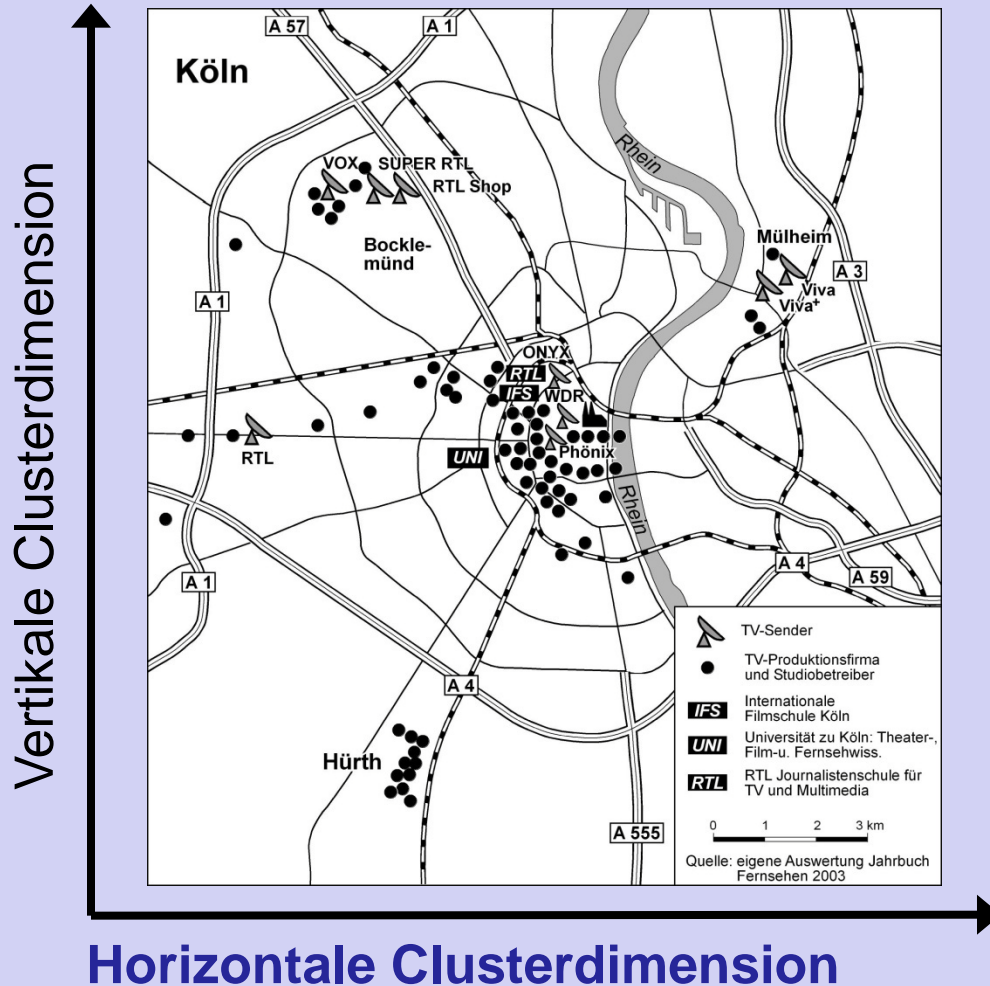 Vertikale Clusterdimension
A 57
A 1
Köln
Rhein
VOX
SUPER RTL
RTL Shop
Bockle-
münd
Mülheim
A 3
Viva
Viva+
A 1
ONYX
RTL
IFS
WDR
RTL
UNI
Phönix
Rhein
A 1
A 4
A 59
A 4
Hürth
A 555
TV-Sender
TV-Produktionsfirma
und Studiobetreiber
IFS
Internationale
Filmschule Köln
UNI
Universität zu Köln: Theater-,
Film-u. Fernsehwiss.
RTL
RTL Journalistenschule für
TV und Multimedia
0 1 2 3 km
Quelle: eigene Auswertung Jahrbuch
Fernsehen 2003
Horizontale Clusterdimension